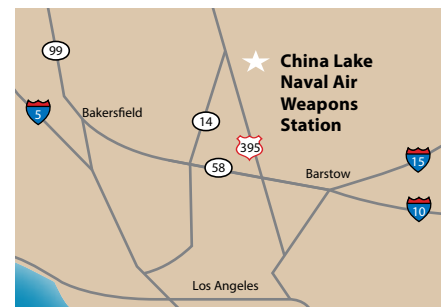 99
China Lake
Naval Air
Weapons
Station
5
Bakersfield
14
395
58
15
Barstow
10
Los Angeles